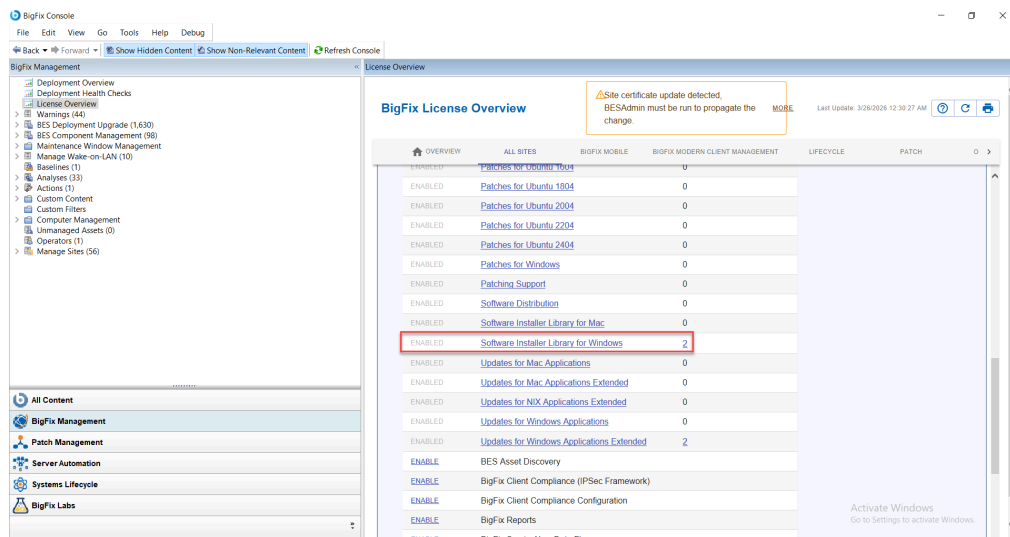 BigFix Console
File Edit View Go Tools Help Debug
Back Forward Show Hidden Content Show Non-Relevant Content Refresh Console
BigFix Management
Deployment Overview
Deployment Health Checks
License Overview
Warnings (44)
BES Deployment Upgrade (1,630)
BES Component Management (98)
Maintenance Window Management
Manage Wake-on-LAN (10)
Baselines (1)
Analyses (33)
Actions (1)
Custom Content
Custom Filters
Computer Management
Unmanaged Assets (0)
Operators (1)
Manage Sites (56)
All Content
BigFix Management
Patch Management
Server Automation
Systems Lifecycle
BigFix Labs
License Overview
BigFix License Overview
Site certificate update detected,
BESAdmin must be run to propagate the
change.
MORE
Last Update: 3/26/2026 12:30:27 AM
OVERVIEW ALL SITES BIGFIX MOBILE BIGFIX MODERN CLIENT MANAGEMENT LIFECYCLE PATCH O
ENABLED Patches for Ubuntu 1604 0
ENABLED Patches for Ubuntu 1804 0
ENABLED Patches for Ubuntu 2004 0
ENABLED Patches for Ubuntu 2204 0
ENABLED Patches for Ubuntu 2404 0
ENABLED Patches for Windows 0
ENABLED Patching Support 0
ENABLED Software Distribution 0
ENABLED Software Installer Library for Mac 0
ENABLED Software Installer Library for Windows 2
ENABLED Updates for Mac Applications 0
ENABLED Updates for Mac Applications Extended 0
ENABLED Updates for NIX Applications Extended 0
ENABLED Updates for Windows Applications 0
ENABLED Updates for Windows Applications Extended 2
ENABLE BES Asset Discovery
ENABLE BigFix Client Compliance (IPSec Framework)
ENABLE BigFix Client Compliance Configuration
ENABLE BigFix Reports
Activate Windows
Go to Settings to activate Windows.